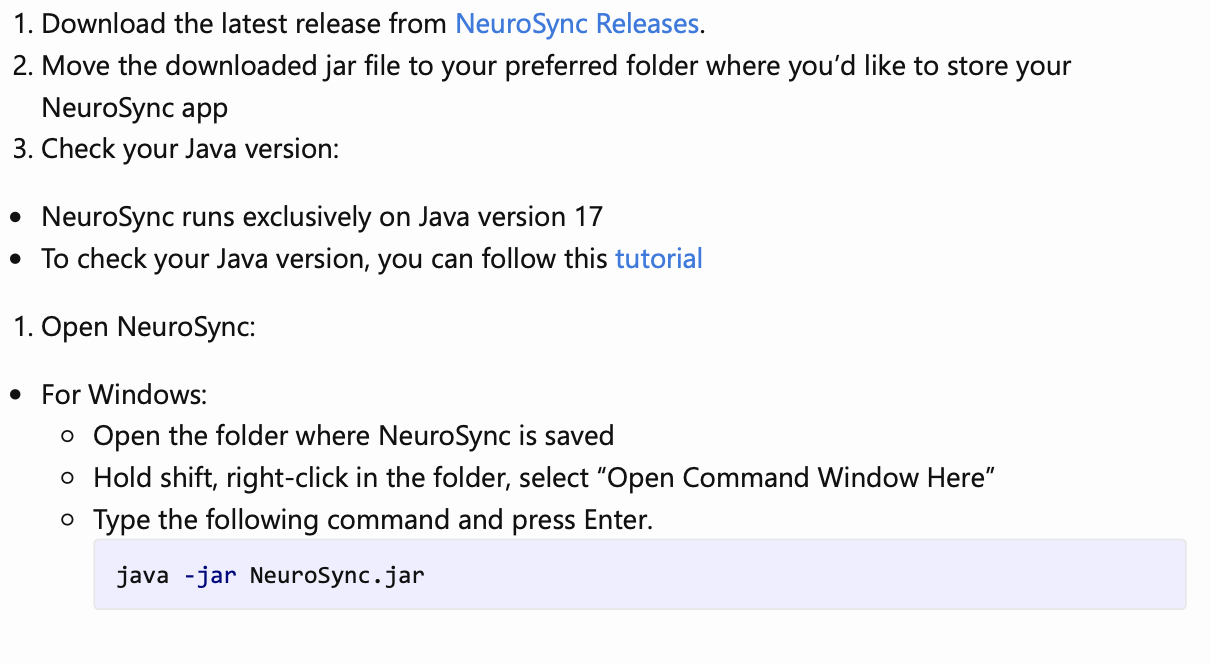 1. Download the latest release from NeuroSync Releases.
2. Move the downloaded jar file to your preferred folder where you’d like to store your
NeuroSync app
3. Check your Java version:
• NeuroSync runs exclusively on Java version 17
• To check your Java version, you can follow this tutorial
1. Open NeuroSync:
• For Windows:
○ Open the folder where NeuroSync is saved
○ Hold shift, right-click in the folder, select “Open Command Window Here”
○ Type the following command and press Enter.
java -jar NeuroSync.jar